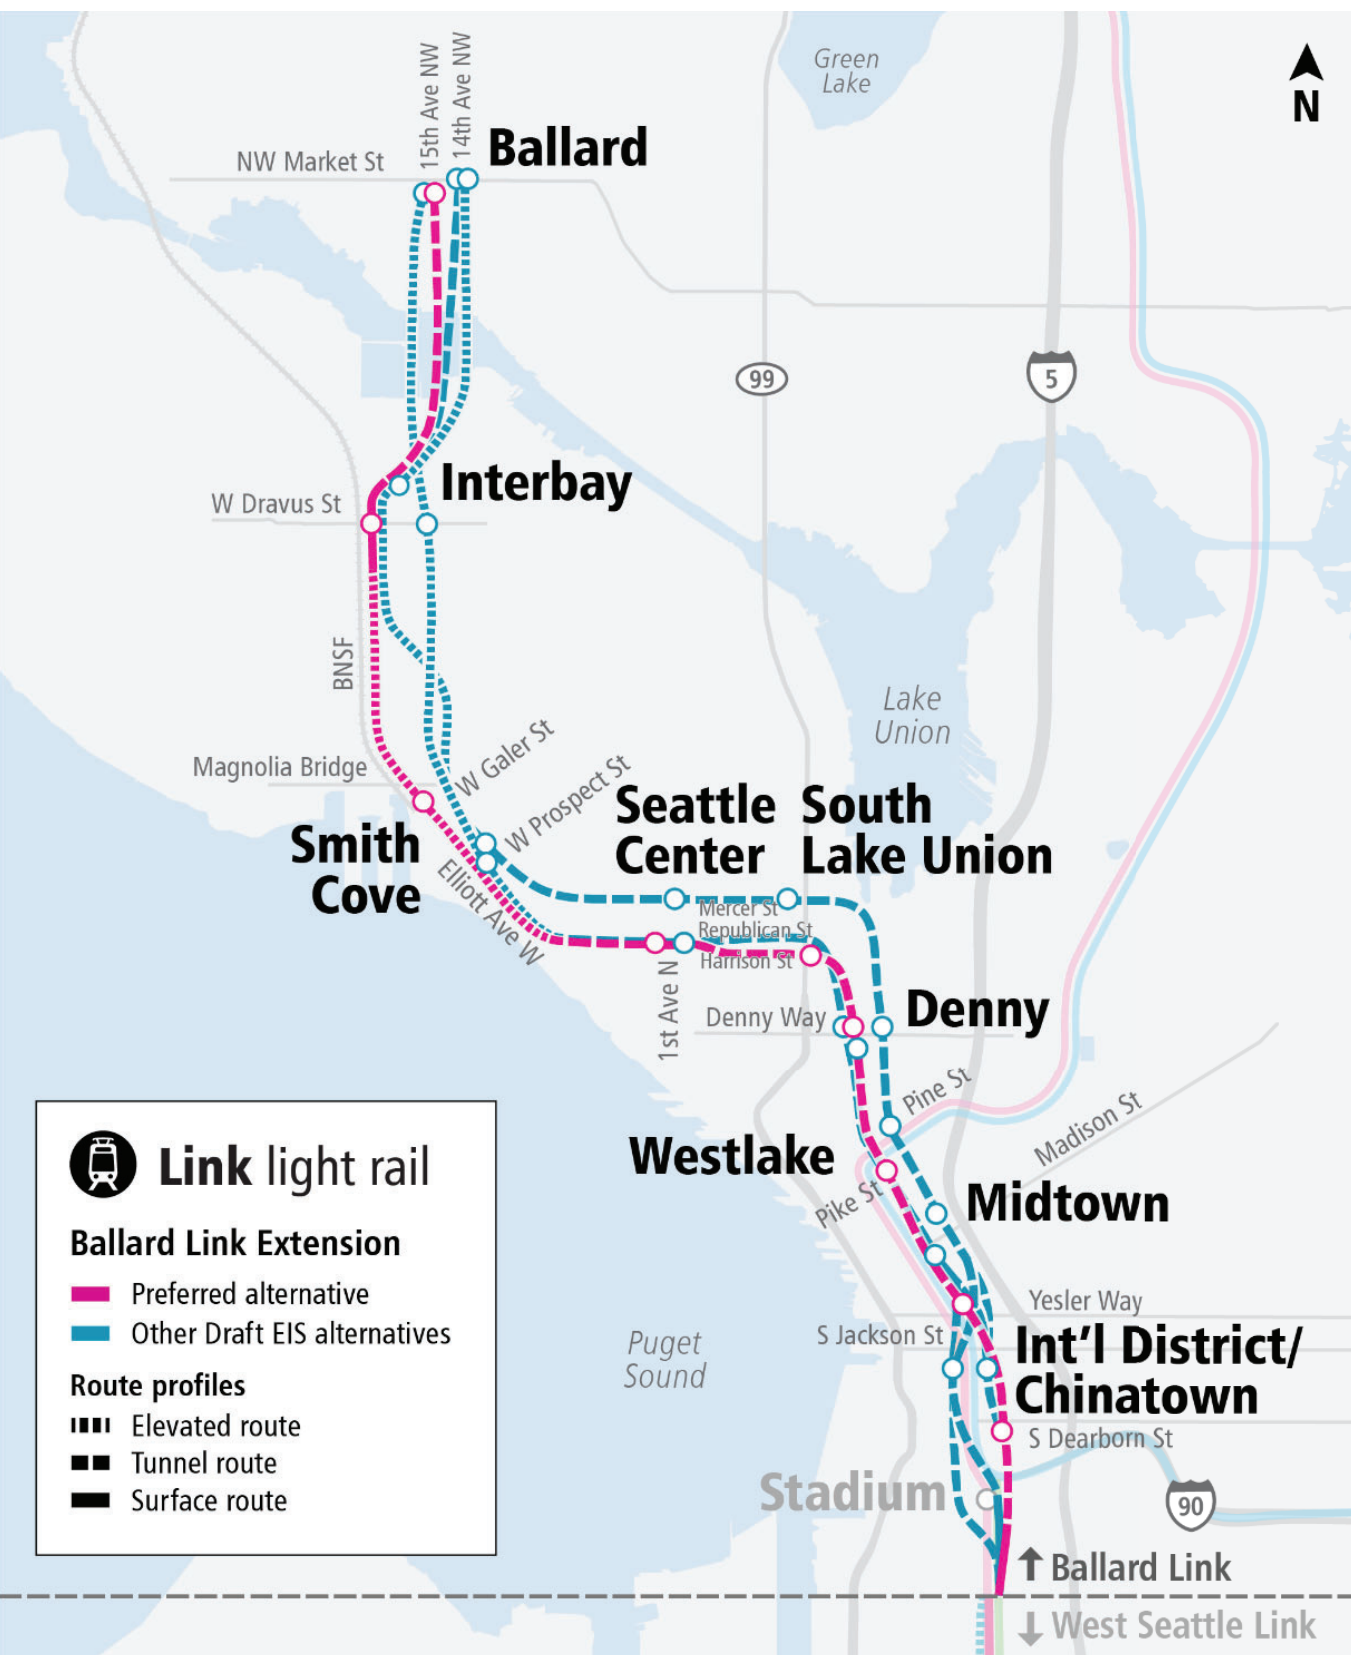 Green
Lake
N
15th Ave NW
14th Ave NW
Ballard
NW Market St
99
5
Interbay
W Dravus St
BNSF
Lake
Union
W Galer St
Magnolia Bridge
W Prospect St
Seattle
Center
South
Lake Union
Smith
Cove
Elliott Ave W
Mercer St
Republican St
Harrison St
1st Ave N
Denny Way
Denny
Pine St
Madison St
Westlake
Pike St
Midtown
Yesler Way
S Jackson St
Int'l District/
Chinatown
S Dearborn St
Puget
Sound
Stadium
90
Ballard Link
West Seattle Link
Link light rail
Ballard Link Extension
Preferred alternative
Other Draft EIS alternatives
Route profiles
Elevated route
Tunnel route
Surface route